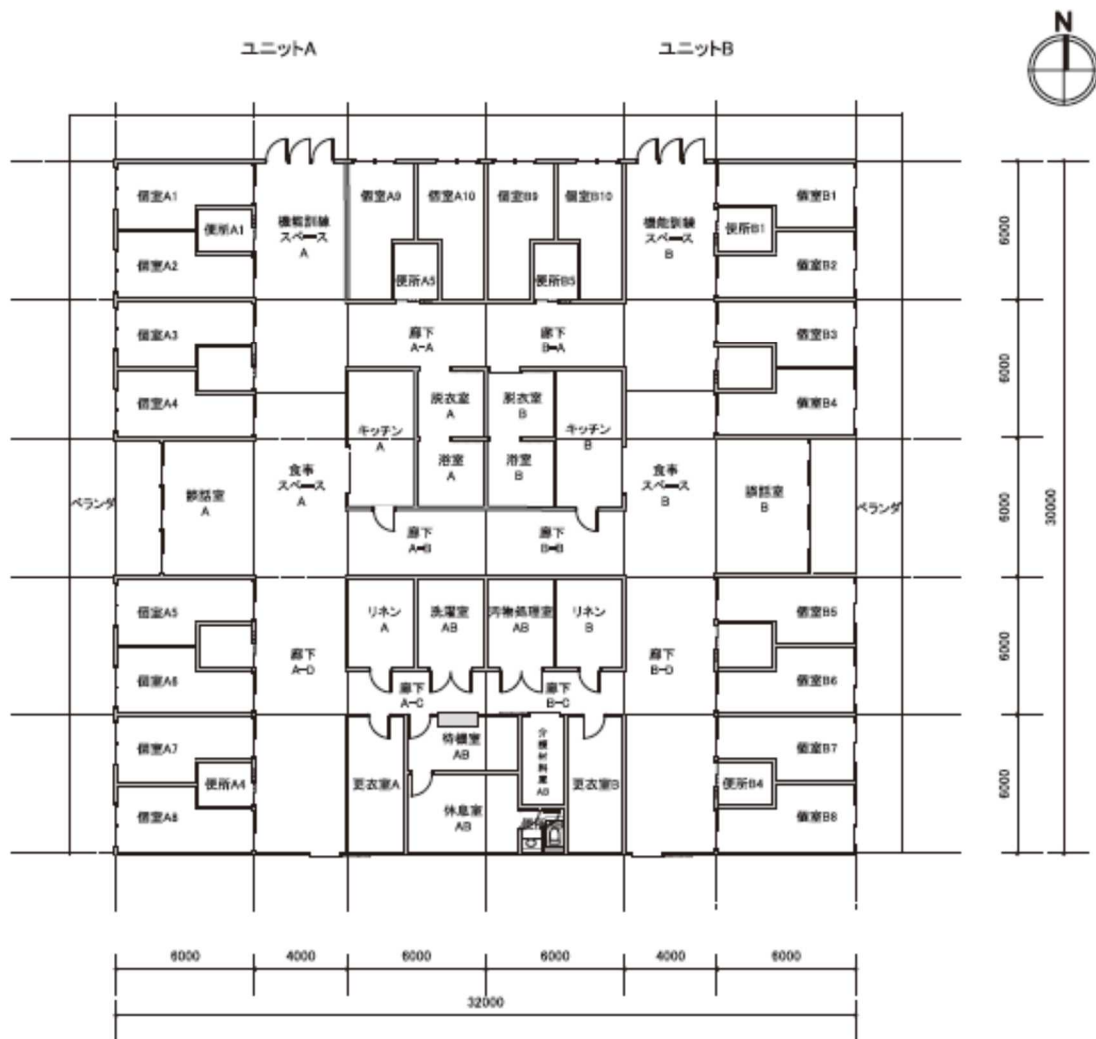 ユニットA
ユニットB
N
個室A1
便所A1
個室A2
機能訓練
スペース
A
個室A9
個室A10
個室B9
個室B10
便所A5
便所B5
機能訓練
スペース
B
個室B1
便所B1
個室B2
6000
個室A3
個室A4
廊下
A-A
廊下
B-A
個室B3
個室B4
6000
キッチン
A
脱衣室
A
脱衣室
B
キッチン
B
浴室
A
浴室
B
ベランダ
談話室
A
食事
スペース
A
食事
スペース
B
談話室
B
ベランダ
6000
30000
廊下
A-B
廊下
B-B
個室A5
個室A6
廊下
A-D
リネン
A
洗濯室
AB
汚物処理室
AB
リネン
B
廊下
B-D
個室B5
個室B6
6000
廊下
A-C
廊下
B-C
個室A7
便所A4
個室A8
更衣室A
待機室
AB
介護材料庫AB
更衣室B
休息室
AB
個室B7
便所B4
個室B8
6000
6000
4000
6000
6000
4000
6000
32000